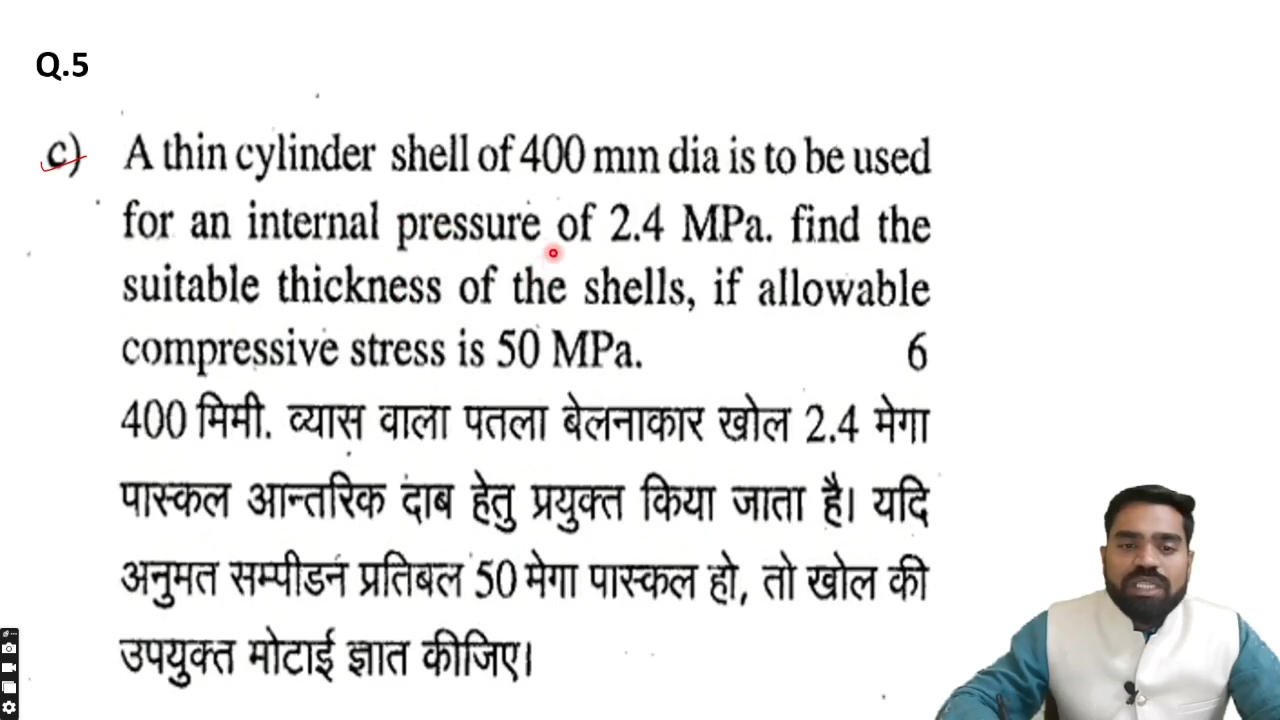 Q.5
c) A thin cylinder shell of 400 mm dia is to be used
for an internal pressure of 2.4 MPa. find the
suitable thickness of the shells, if allowable
compressive stress is 50 MPa. 6
400 मिमी. व्यास वाला पतला बेलनाकार खोल 2.4 मेगा
पास्कल आन्तरिक दाब हेतु प्रयुक्त किया जाता है। यदि
अनुमत सम्पीडन प्रतिबल 50 मेगा पास्कल हो, तो खोल की
उपयुक्त मोटाई ज्ञात कीजिए।